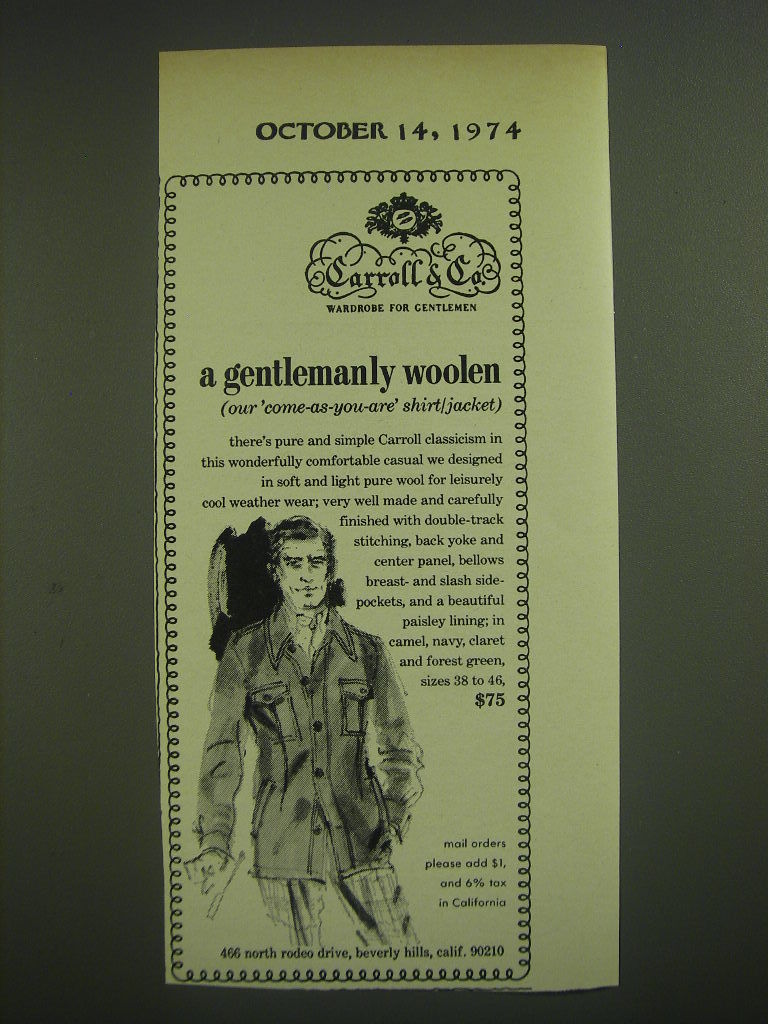 OCTOBER 14, 1974
Carroll & Co.
WARDROBE FOR GENTLEMEN
a gentlemanly woolen
(our 'come-as-you-are' shirt/jacket)
there's pure and simple Carroll classicism in
this wonderfully comfortable casual we designed
in soft and light pure wool for leisurely
cool weather wear; very well made and carefully
finished with double-track
stitching, back yoke and
center panel, bellows
breast- and slash side-
pockets, and a beautiful
paisley lining; in
camel, navy, claret
and forest green,
sizes 38 to 46,
$75
mail orders
please add $1,
and 6% tax
in California
466 north rodeo drive, beverly hills, calif. 90210